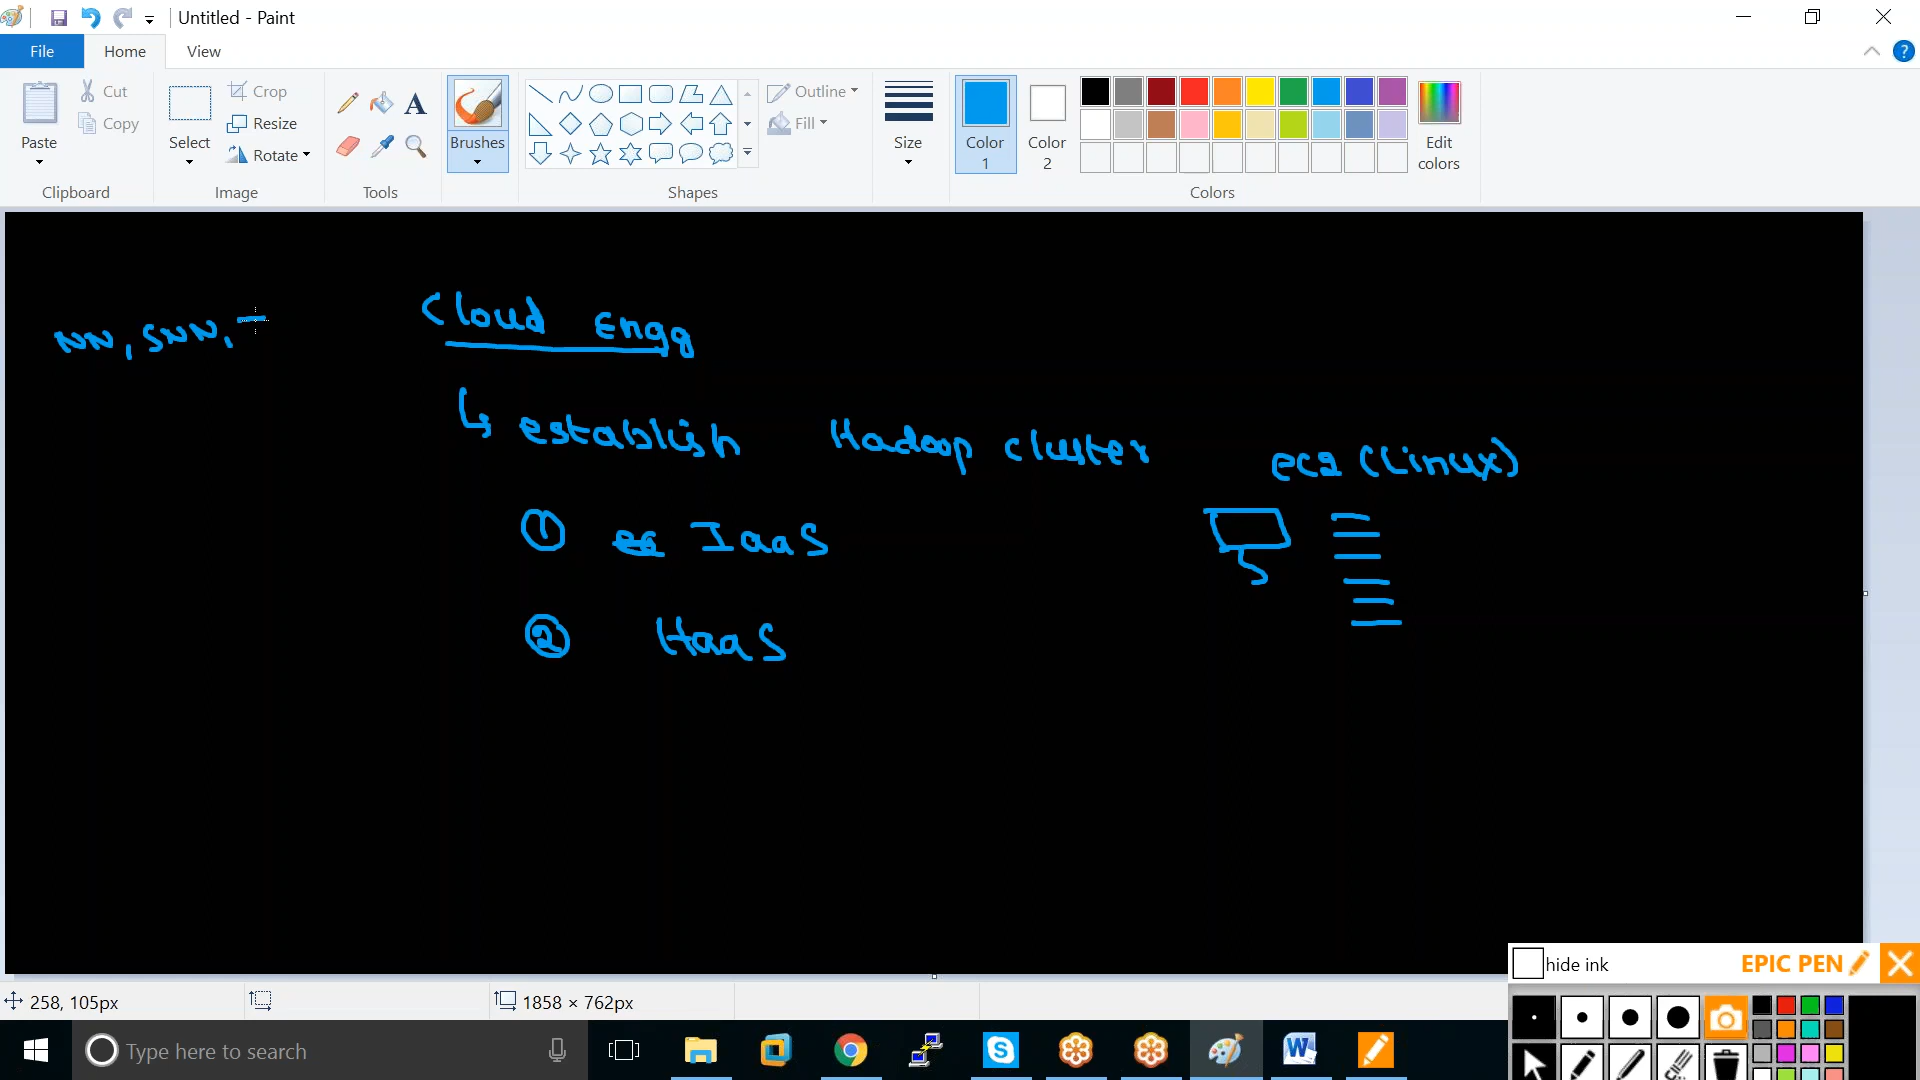 Untitled - Paint
File Home View
Paste Cut Copy Clipboard
Select Crop Resize Rotate Image
Tools
Brushes
Shapes
Outline Fill
Size
Color 1 Color 2
Edit colors
Colors
NN, SNN,
Cloud Engg
establish Hadoop cluster
ec2 (Linux)
1 IaaS
2 HaaS
hide ink EPIC PEN
258, 105px 1858 × 762px
Type here to search